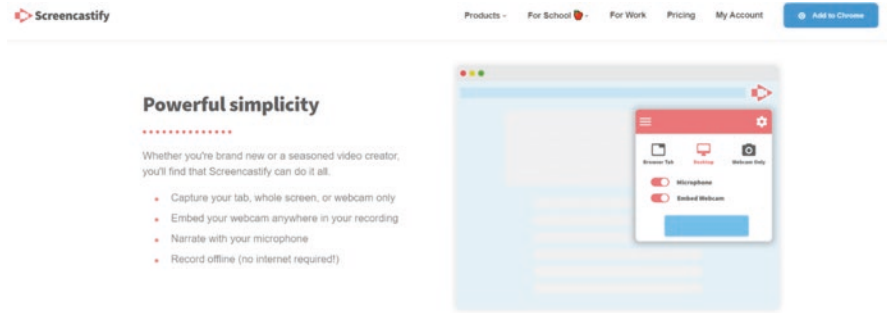 Screencastify
Products
For School
For Work
Pricing
My Account
Add to Chrome
Powerful simplicity
Whether you're brand new or a seasoned video creator,
you'll find that Screencastify can do it all.
Capture your tab, whole screen, or webcam only
Embed your webcam anywhere in your recording
Narrate with your microphone
Record offline (no internet required!)
Browser Tab
Desktop
Webcam Only
Microphone
Embed Webcam